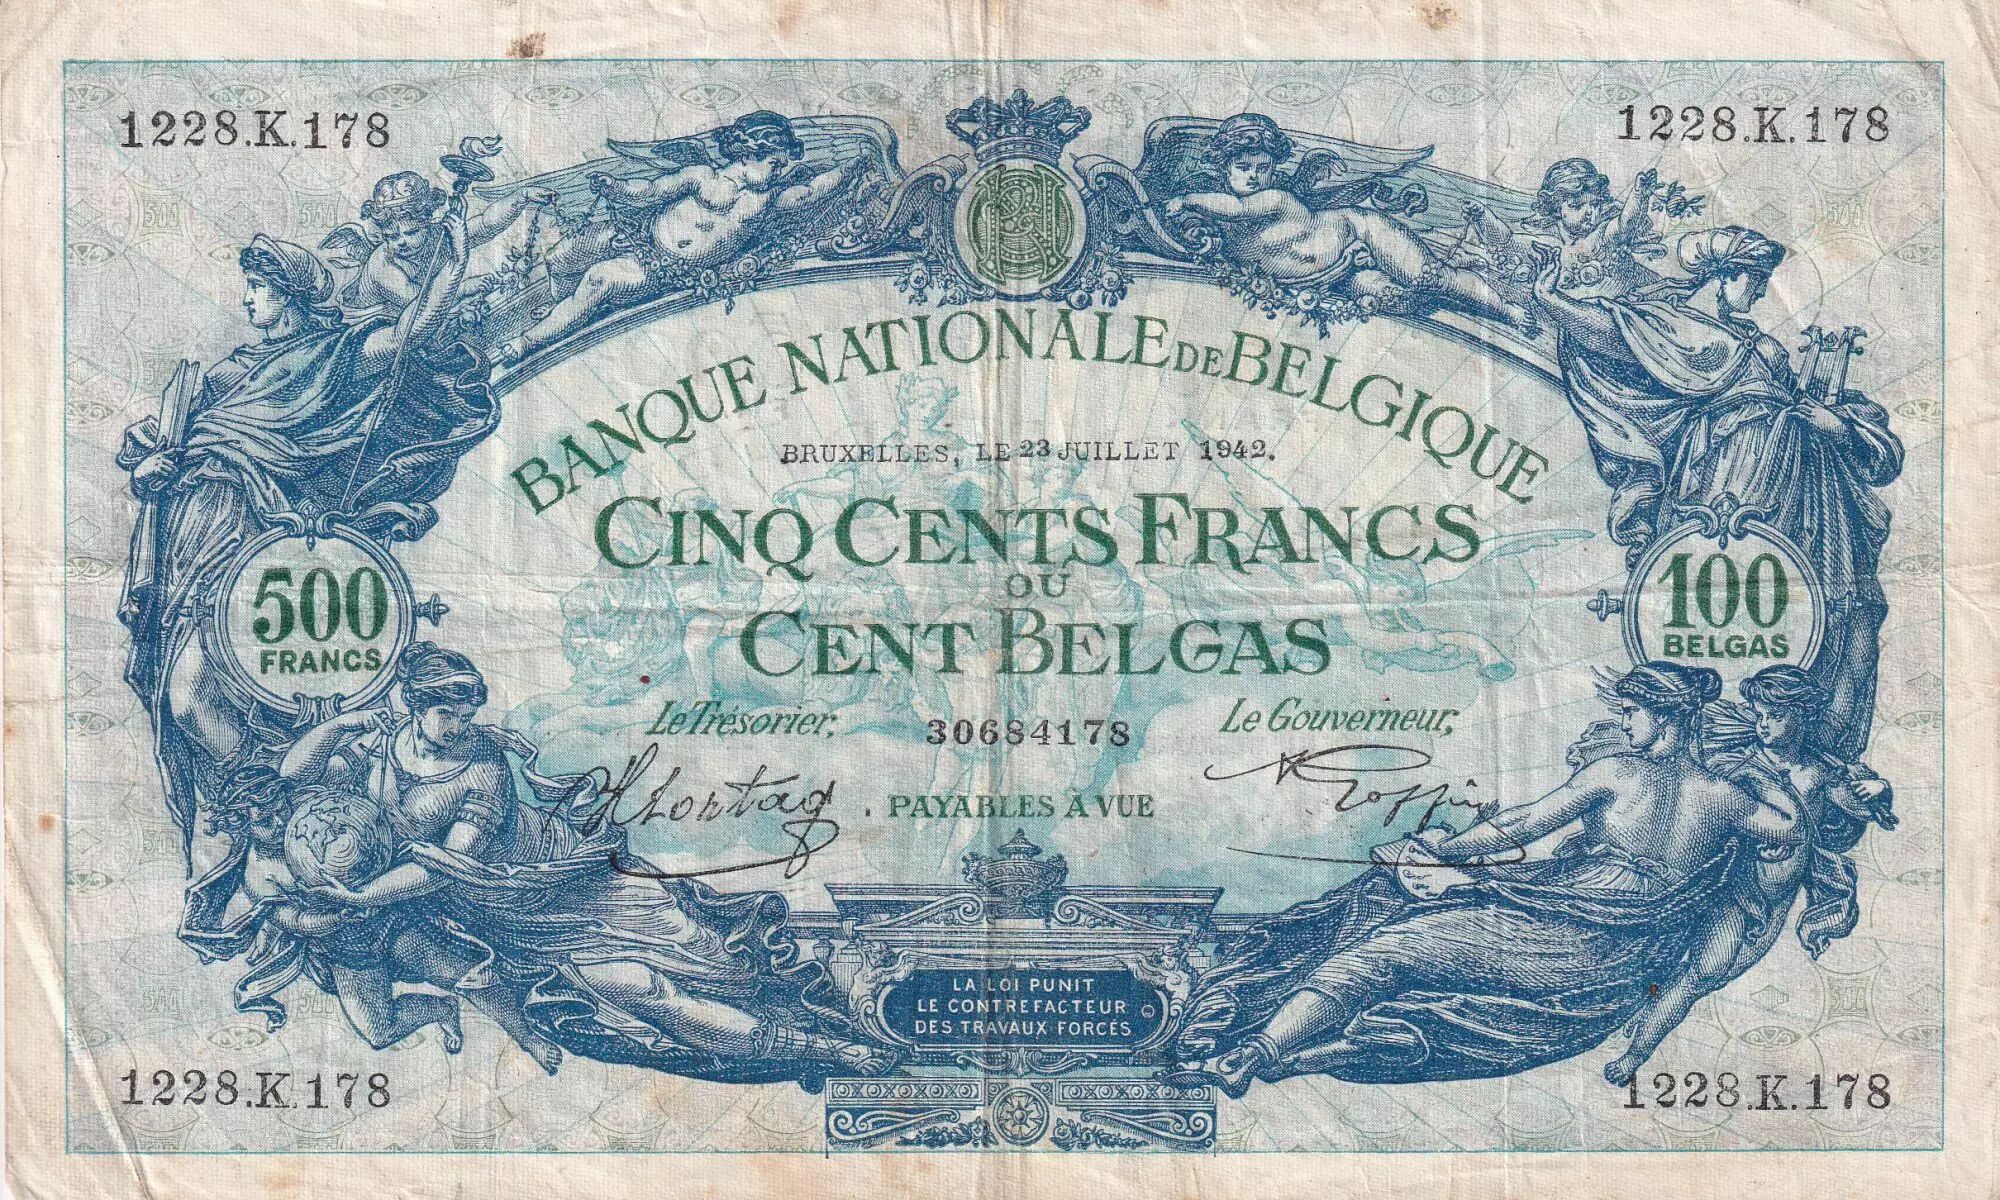 1228.K.178
1228.K.178
BANQUE NATIONALE DE BELGIQUE
BRUXELLES, LE 23 JUILLET 1942.
CINQ CENTS FRANCS
OU
CENT BELGAS
500
FRANCS
100
BELGAS
Le Trésorier,
30684178
Le Gouverneur,
PAYABLES À VUE
LA LOI PUNIT
LE CONTREFACTEUR
DES TRAVAUX FORCÉS
1228.K.178
1228.K.178